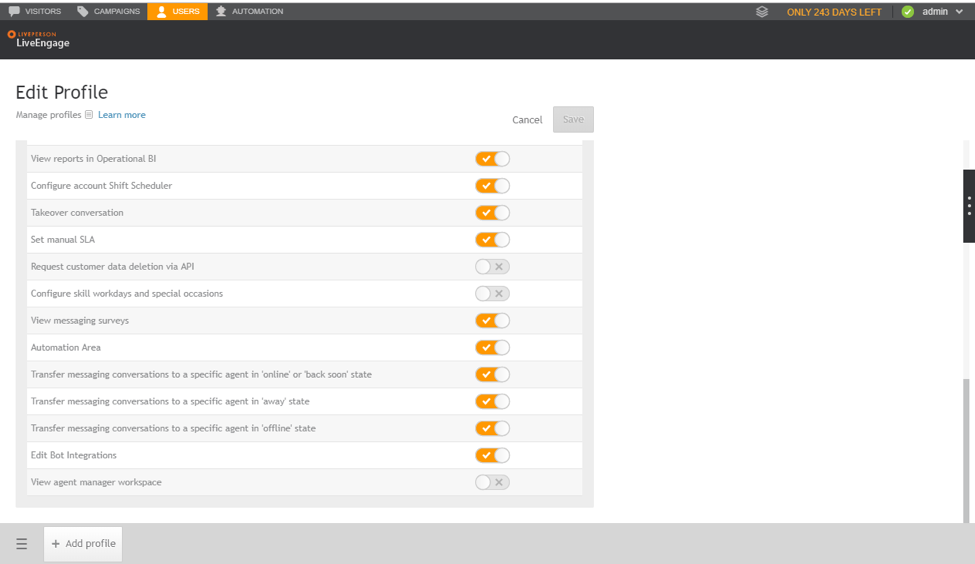 VISITORS CAMPAIGNS USERS AUTOMATION ONLY 243 DAYS LEFT admin
LIVEPERSON
LiveEngage
Edit Profile
Manage profiles Learn more
Cancel Save
View reports in Operational BI
Configure account Shift Scheduler
Takeover conversation
Set manual SLA
Request customer data deletion via API
Configure skill workdays and special occasions
View messaging surveys
Automation Area
Transfer messaging conversations to a specific agent in 'online' or 'back soon' state
Transfer messaging conversations to a specific agent in 'away' state
Transfer messaging conversations to a specific agent in 'offline' state
Edit Bot Integrations
View agent manager workspace
+ Add profile